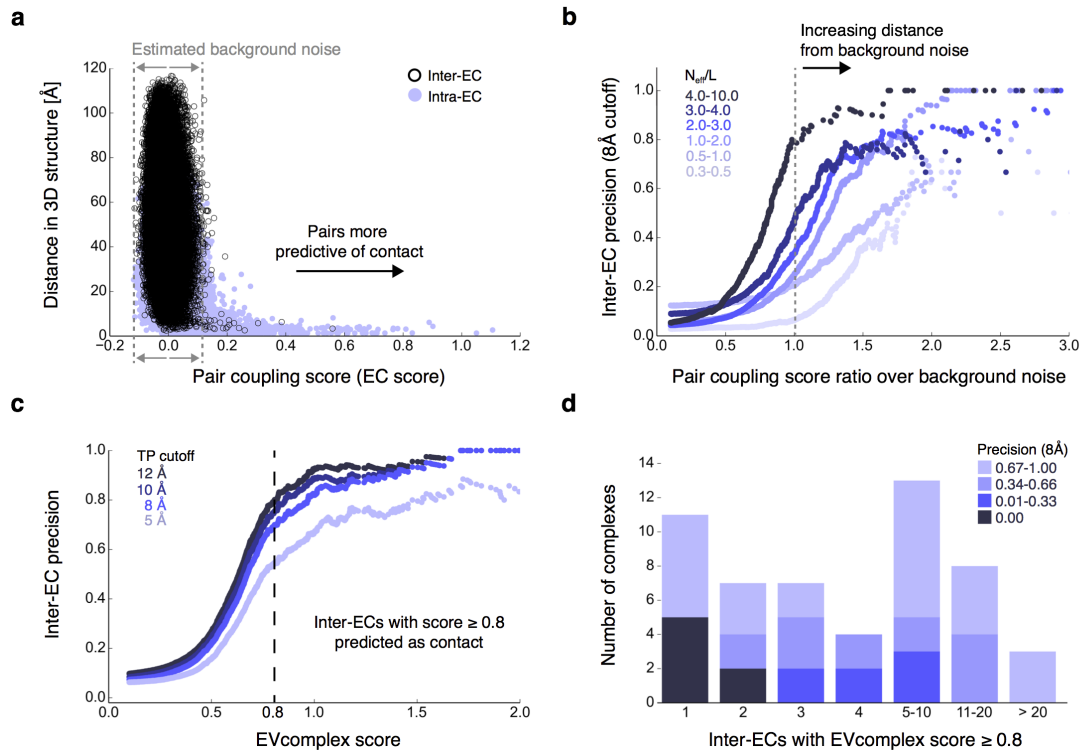 a
Estimated background noise
Inter-EC
Intra-EC
Pairs more
predictive of contact
Distance in 3D structure [Å]
120
100
80
60
40
20
0
−0.2
0.0
0.2
0.4
0.6
0.8
1.0
1.2
Pair coupling score (EC score)
b
Increasing distance
from background noise
Neff/L
4.0-10.0
3.0-4.0
2.0-3.0
1.0-2.0
0.5-1.0
0.3-0.5
Inter-EC precision (8Å cutoff)
1.0
0.8
0.6
0.4
0.2
0.0
0.0
0.5
1.0
1.5
2.0
2.5
3.0
Pair coupling score ratio over background noise
c
TP cutoff
12 Å
10 Å
8 Å
5 Å
Inter-ECs with score ≥ 0.8
predicted as contact
Inter-EC precision
1.0
0.8
0.6
0.4
0.2
0.0
0.0
0.5
0.8
1.0
1.5
2.0
EVcomplex score
d
Precision (8Å)
0.67-1.00
0.34-0.66
0.01-0.33
0.00
Number of complexes
14
12
10
8
6
4
2
0
1
2
3
4
5-10
11-20
> 20
Inter-ECs with EVcomplex score ≥ 0.8